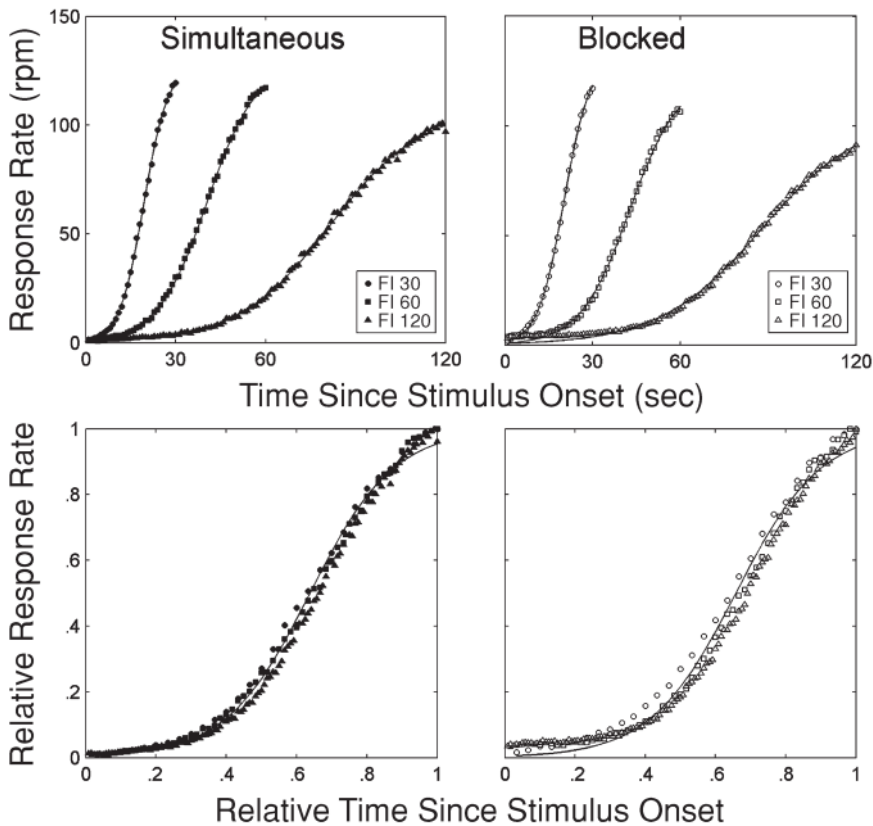 Simultaneous
Blocked
Response Rate (rpm)
150
100
50
0
FI 30
FI 60
FI 120
FI 30
FI 60
FI 120
0 30 60 120
0 30 60 120
Time Since Stimulus Onset (sec)
Relative Response Rate
1
.8
.6
.4
.2
0
0 .2 .4 .6 .8 1
0 .2 .4 .6 .8 1
Relative Time Since Stimulus Onset